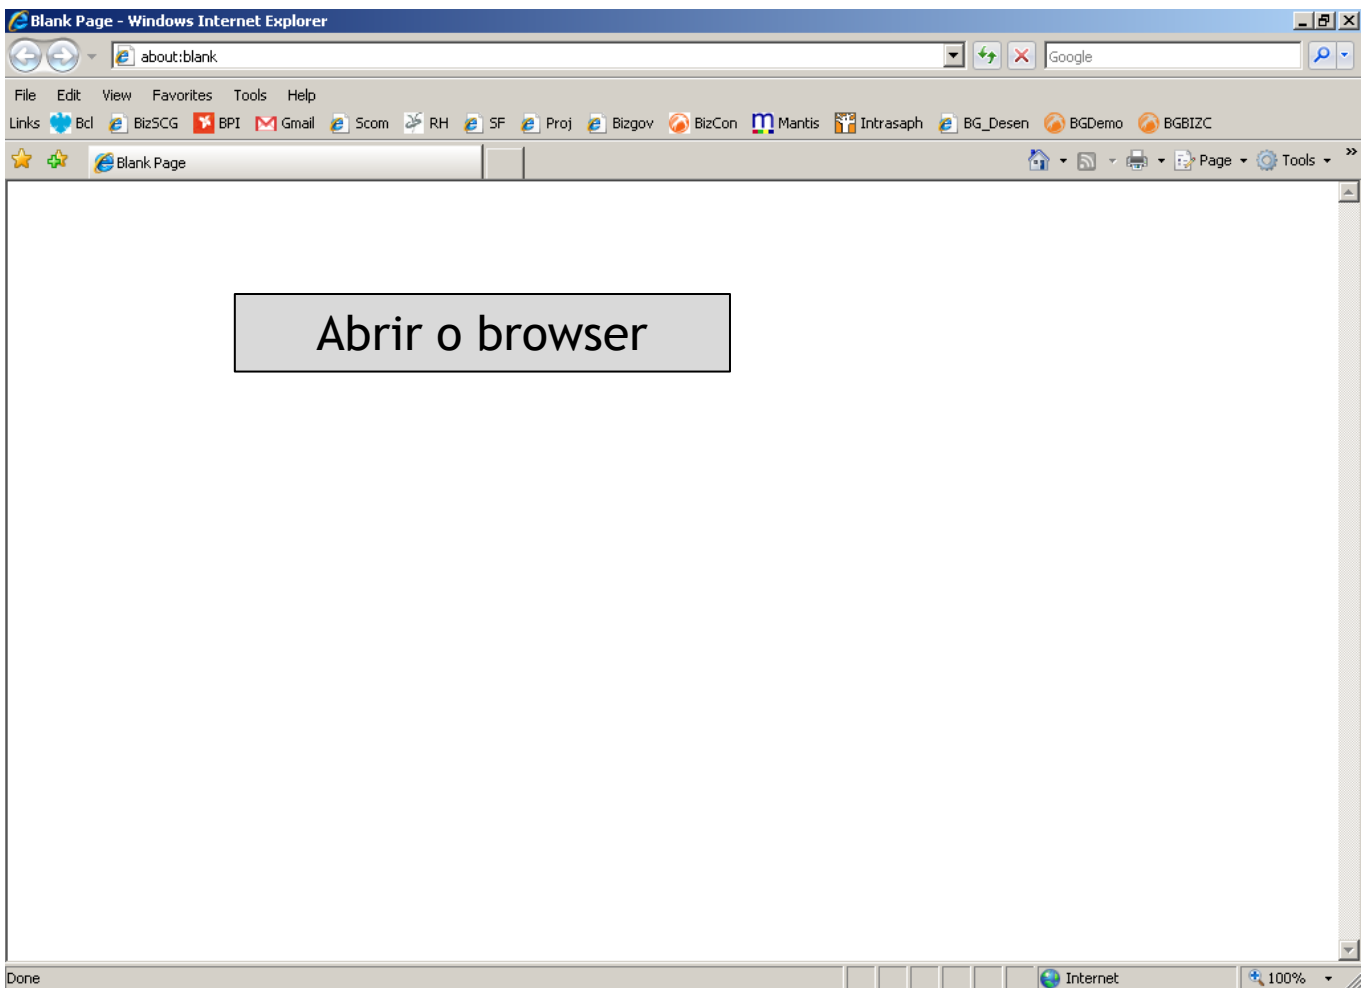 Blank Page - Windows Internet Explorer
about:blank
Google
File Edit View Favorites Tools Help
Links Bcl BizSCG BPI Gmail Scom RH SF Proj Bizgov BizCon Mantis Intrasaph BG_Desen BGDemo BGBIZC
Blank Page
Page Tools
Abrir o browser
Done Internet 100%